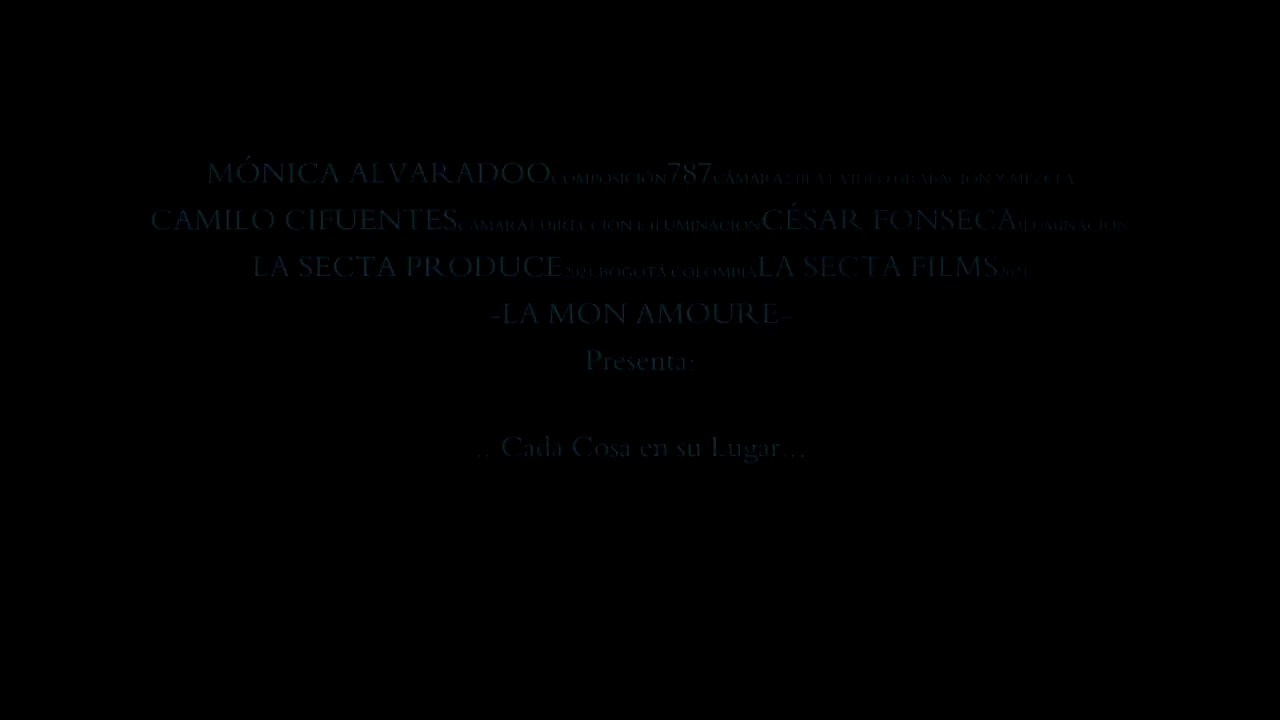 MÓNICA ALVARADOO COMPOSICIÓN 787 CÁMARA 2 BEAT VIDEO GRABACIÓN Y MEZCLA
CAMILO CIFUENTES CÁMARA 1 DIRECCIÓN E ILUMINACIÓN CÉSAR FONSECA ILUMINACIÓN
LA SECTA PRODUCE 2021 BOGOTÁ COLOMBIA LA SECTA FILMS 2021
-LA MON AMOURE-
Presenta:
...Cada Cosa en su Lugar...